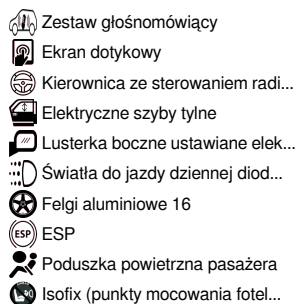 Zestaw głośnomówiący
Ekran dotykowy
Kierownica ze sterowaniem radi...
Elektryczne szyby tylne
Lusterka boczne ustawiane elek...
Światła do jazdy dziennej diod...
Felgi aluminiowe 16
ESP ESP
Poduszka powietrzna pasażera
Isofix (punkty mocowania fotel...